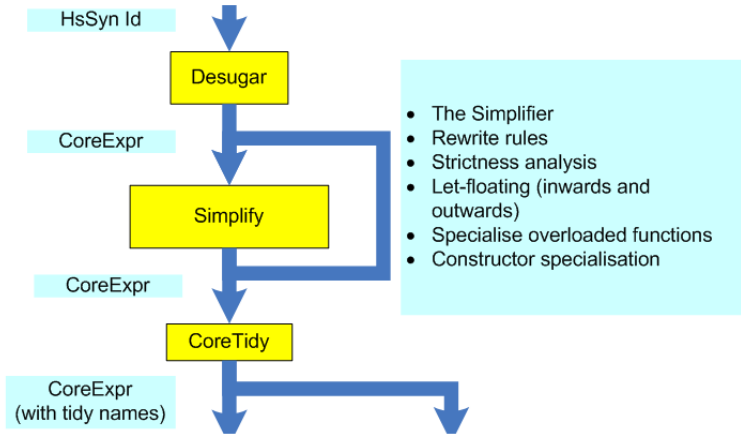 HsSyn Id
Desugar
CoreExpr
Simplify
CoreExpr
CoreTidy
CoreExpr
(with tidy names)
• The Simplifier
• Rewrite rules
• Strictness analysis
• Let-floating (inwards and
outwards)
• Specialise overloaded functions
• Constructor specialisation